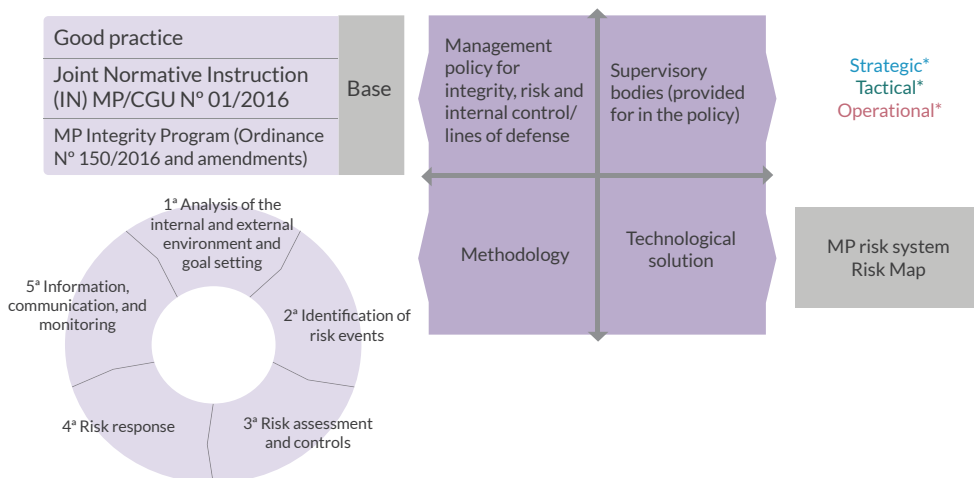 Good practice
Joint Normative Instruction
(IN) MP/CGU Nº 01/2016
MP Integrity Program (Ordinance
Nº 150/2016 and amendments)
Base
Management
policy for
integrity, risk and
internal control/
lines of defense
Supervisory
bodies (provided
for in the policy)
Strategic*
Tactical*
Operational*
Methodology
Technological
solution
MP risk system
Risk Map
1ª Analysis of the
internal and external
environment and
goal setting
2ª Identification of
risk events
3ª Risk assessment
and controls
4ª Risk response
5ª Information,
communication, and
monitoring